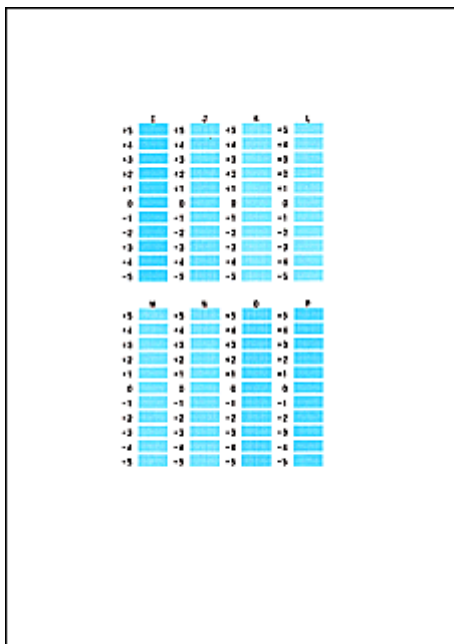 I J K L
+5 +5 +5 +5
+4 +4 +4 +4
+3 +3 +3 +3
+2 +2 +2 +2
+1 +1 +1 +1
0 0 0 0
-1 -1 -1 -1
-2 -2 -2 -2
-3 -3 -3 -3
-4 -4 -4 -4
-5 -5 -5 -5
M N O P
+5 +5 +5 +5
+4 +4 +4 +4
+3 +3 +3 +3
+2 +2 +2 +2
+1 +1 +1 +1
0 0 0 0
-1 -1 -1 -1
-2 -2 -2 -2
-3 -3 -3 -3
-4 -4 -4 -4
-5 -5 -5 -5